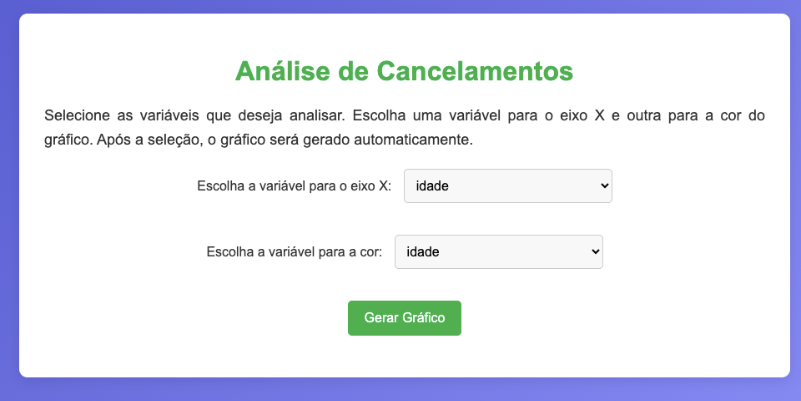 Análise de Cancelamentos
Selecione as variáveis que deseja analisar. Escolha uma variável para o eixo X e outra para a cor do
gráfico. Após a seleção, o gráfico será gerado automaticamente.
Escolha a variável para o eixo X: idade
Escolha a variável para a cor: idade
Gerar Gráfico